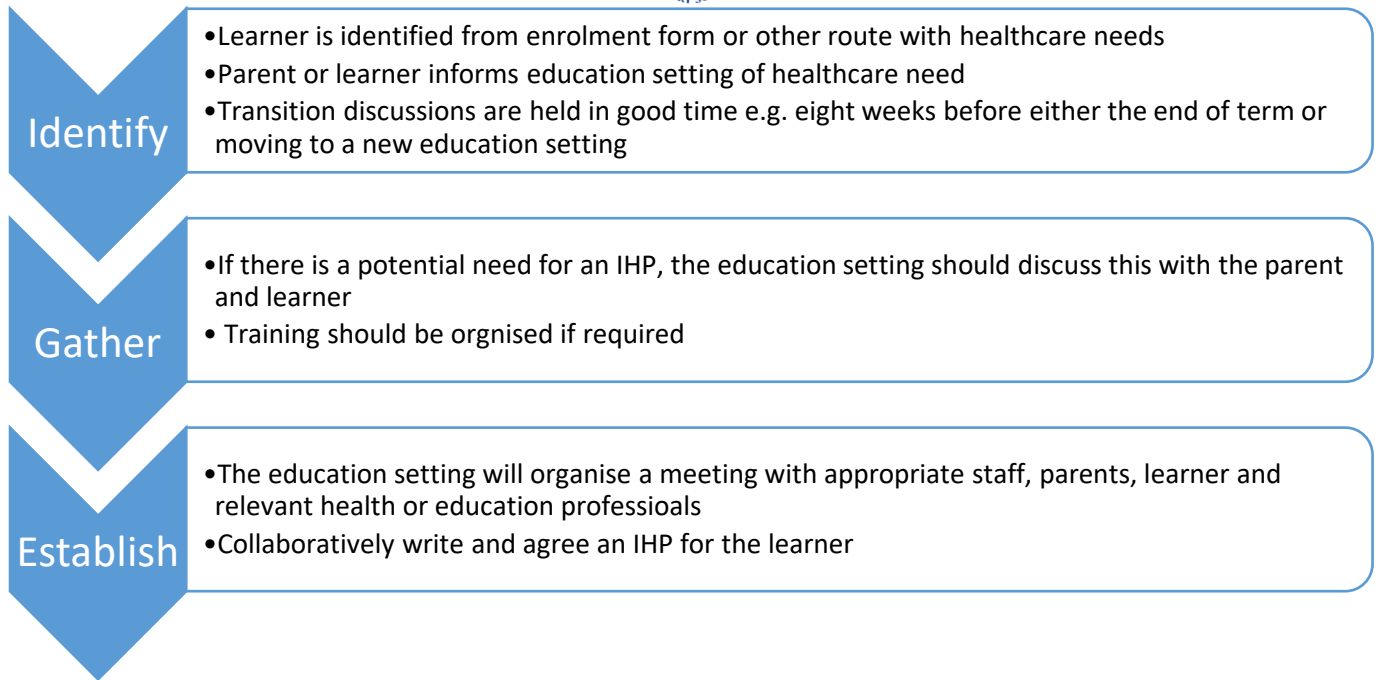 Identify
•Learner is identified from enrolment form or other route with healthcare needs
•Parent or learner informs education setting of healthcare need
•Transition discussions are held in good time e.g. eight weeks before either the end of term or
moving to a new education setting
Gather
•If there is a potential need for an IHP, the education setting should discuss this with the parent
and learner
• Training should be orgnised if required
Establish
•The education setting will organise a meeting with appropriate staff, parents, learner and
relevant health or education professioals
•Collaboratively write and agree an IHP for the learner